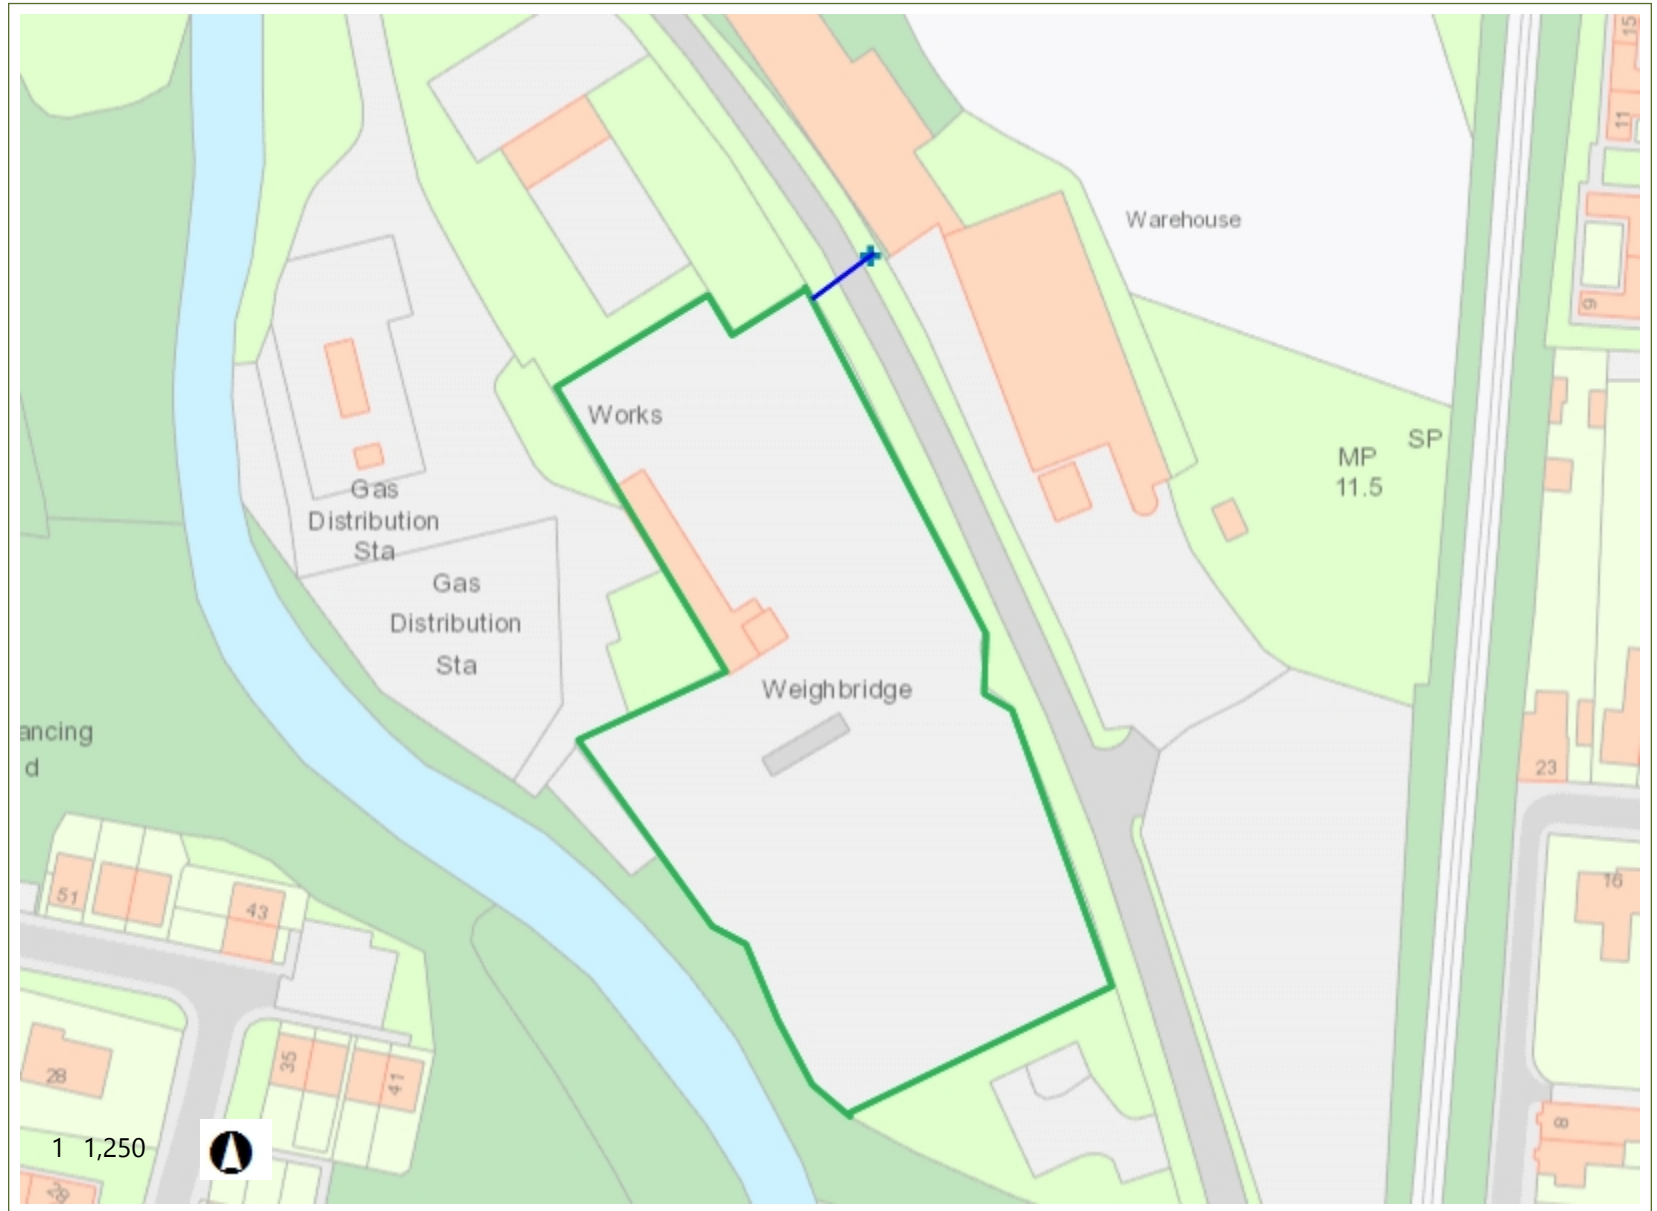 15
11
Warehouse
9
Works
SP
MP
11.5
Gas
Distribution
Sta
Gas
Distribution
Sta
Weighbridge
ancing
d
23
51
43
16
35
41
28
8
1 1,250